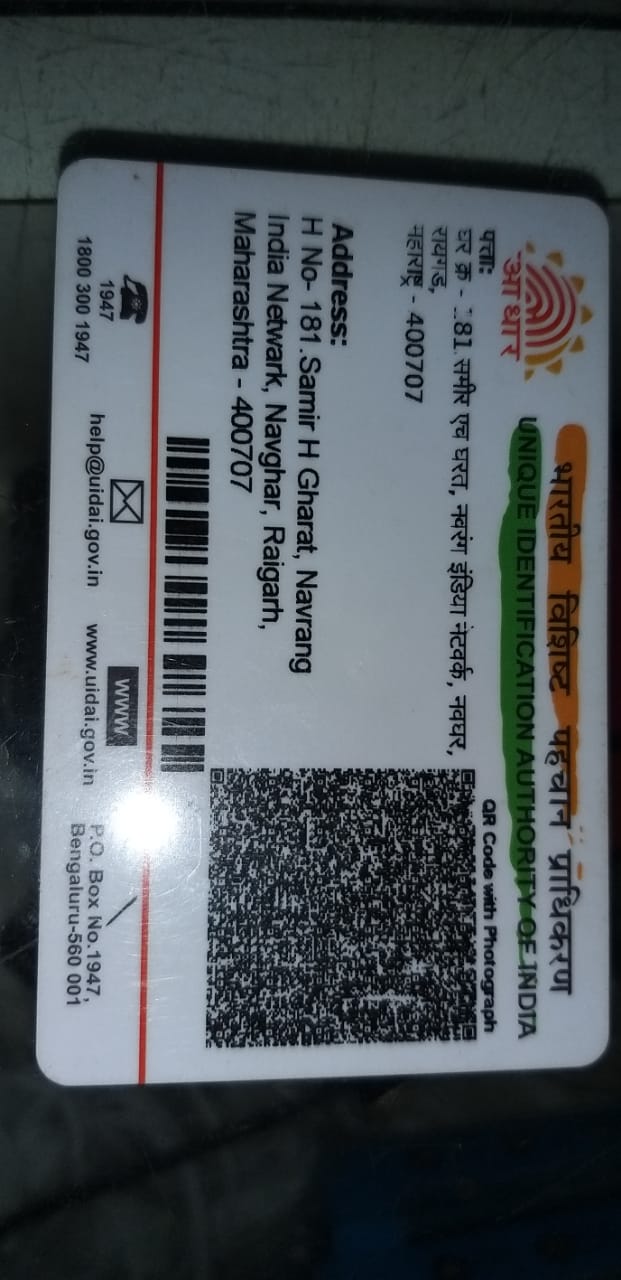 भारतीय विशिष्ट पहचान प्राधिकरण
UNIQUE IDENTIFICATION AUTHORITY OF INDIA
आधार
पत्ता:
घर क्र - 181. समीर एच घरत, नवरंग इंडिया नेटवर्क, नवघर,
रायगड,
महाराष्ट्र - 400707
QR Code with Photograph
Address:
H No- 181.Samir H Gharat, Navrang
India Netwark, Navghar, Raigarh,
Maharashtra - 400707
1947
1800 300 1947
help@uidai.gov.in
www
www.uidai.gov.in
P.O. Box No.1947,
Bengaluru-560 001